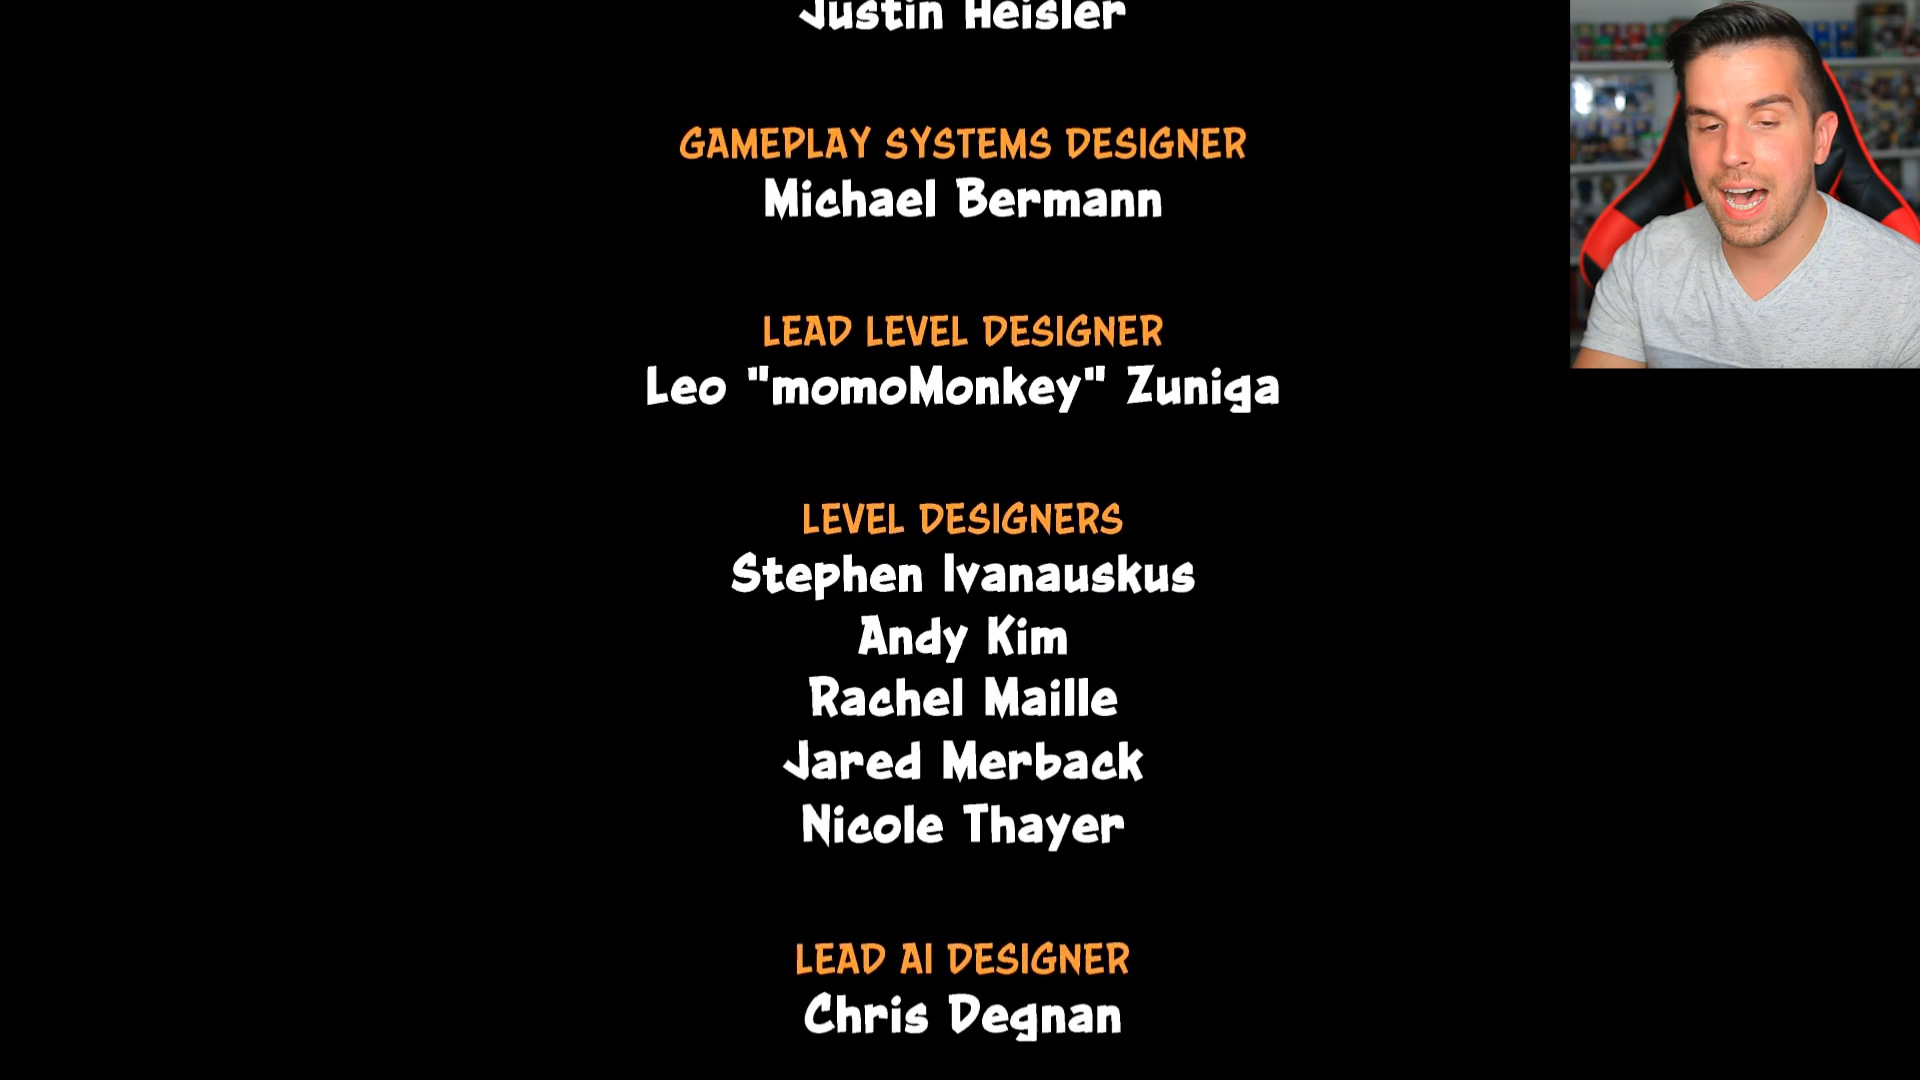 Justin Heisler
GAMEPLAY SYSTEMS DESIGNER
Michael Bermann
LEAD LEVEL DESIGNER
Leo "momoMonkey" Zuniga
LEVEL DESIGNERS
Stephen Ivanauskus
Andy Kim
Rachel Maille
Jared Merback
Nicole Thayer
LEAD AI DESIGNER
Chris Degnan